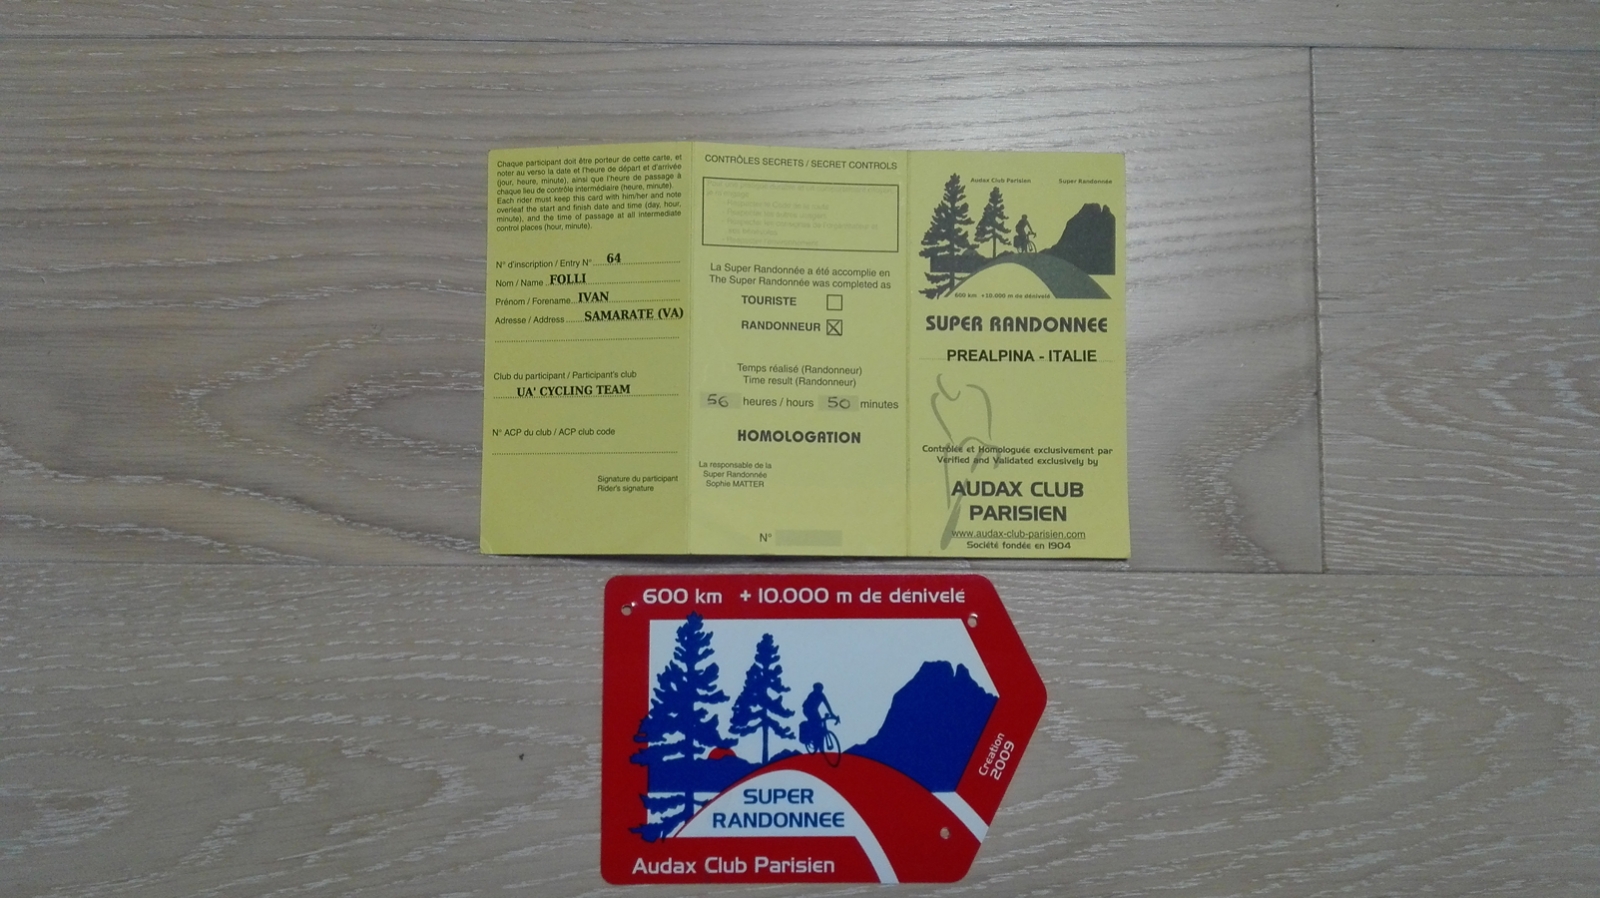 Chaque participant doit être porteur de cette carte, et
noter au verso la date et l'heure de départ et d'arrivée
(jour, heure, minute), ainsi que l'heure de passage à
chaque lieu de contrôle intermédiaire (heure, minute).
Each rider must keep this card with him/her and note
overleaf the start and finish date and time (day, hour,
minute), and the time of passage at all intermediate
control places (hour, minute).
N° d'inscription / Entry N° 64
Nom / Name FOLLI
Prénom / Forename IVAN
Adresse / Address SAMARATE (VA)
Club du participant / Participant's club
UA' CYCLING TEAM
N° ACP du club / ACP club code
Signature du participant
Rider's signature
CONTRÔLES SECRETS / SECRET CONTROLS
La Super Randonnée a été accomplie en
The Super Randonnée was completed as
TOURISTE
RANDONNEUR
Temps réalisé (Randonneur)
Time result (Randonneur)
56 heures / hours 50 minutes
HOMOLOGATION
La responsable de la
Super Randonnée
Sophie MATTER
N°
Audax Club Parisien Super Randonnée
600 km +10.000 m de dénivelé
SUPER RANDONNEE
PREALPINA - ITALIE
Contrôlée et Homologuée exclusivement par
Verified and Validated exclusively by
AUDAX CLUB
PARISIEN
www.audax-club-parisien.com
Société fondée en 1904
600 km + 10.000 m de dénivelé
Creation
2009
SUPER
RANDONNEE
Audax Club Parisien